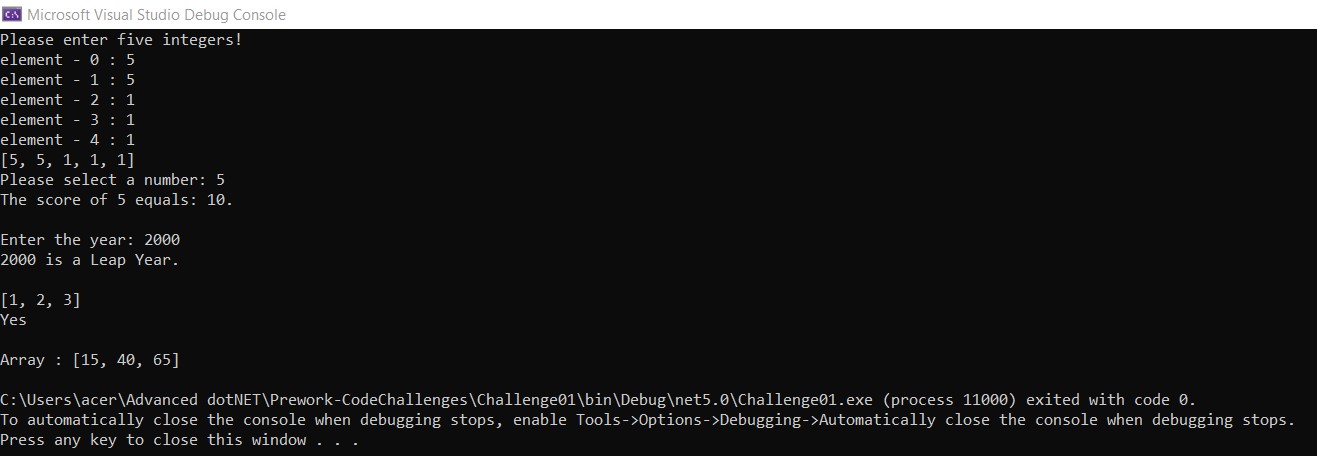 Microsoft Visual Studio Debug Console
Please enter five integers!
element - 0 : 5
element - 1 : 5
element - 2 : 1
element - 3 : 1
element - 4 : 1
[5, 5, 1, 1, 1]
Please select a number: 5
The score of 5 equals: 10.
Enter the year: 2000
2000 is a Leap Year.
[1, 2, 3]
Yes
Array : [15, 40, 65]
C:\Users\acer\Advanced dotNET\Prework-CodeChallenges\Challenge01\bin\Debug\net5.0\Challenge01.exe (process 11000) exited with code 0.
To automatically close the console when debugging stops, enable Tools->Options->Debugging->Automatically close the console when debugging stops.
Press any key to close this window . . .